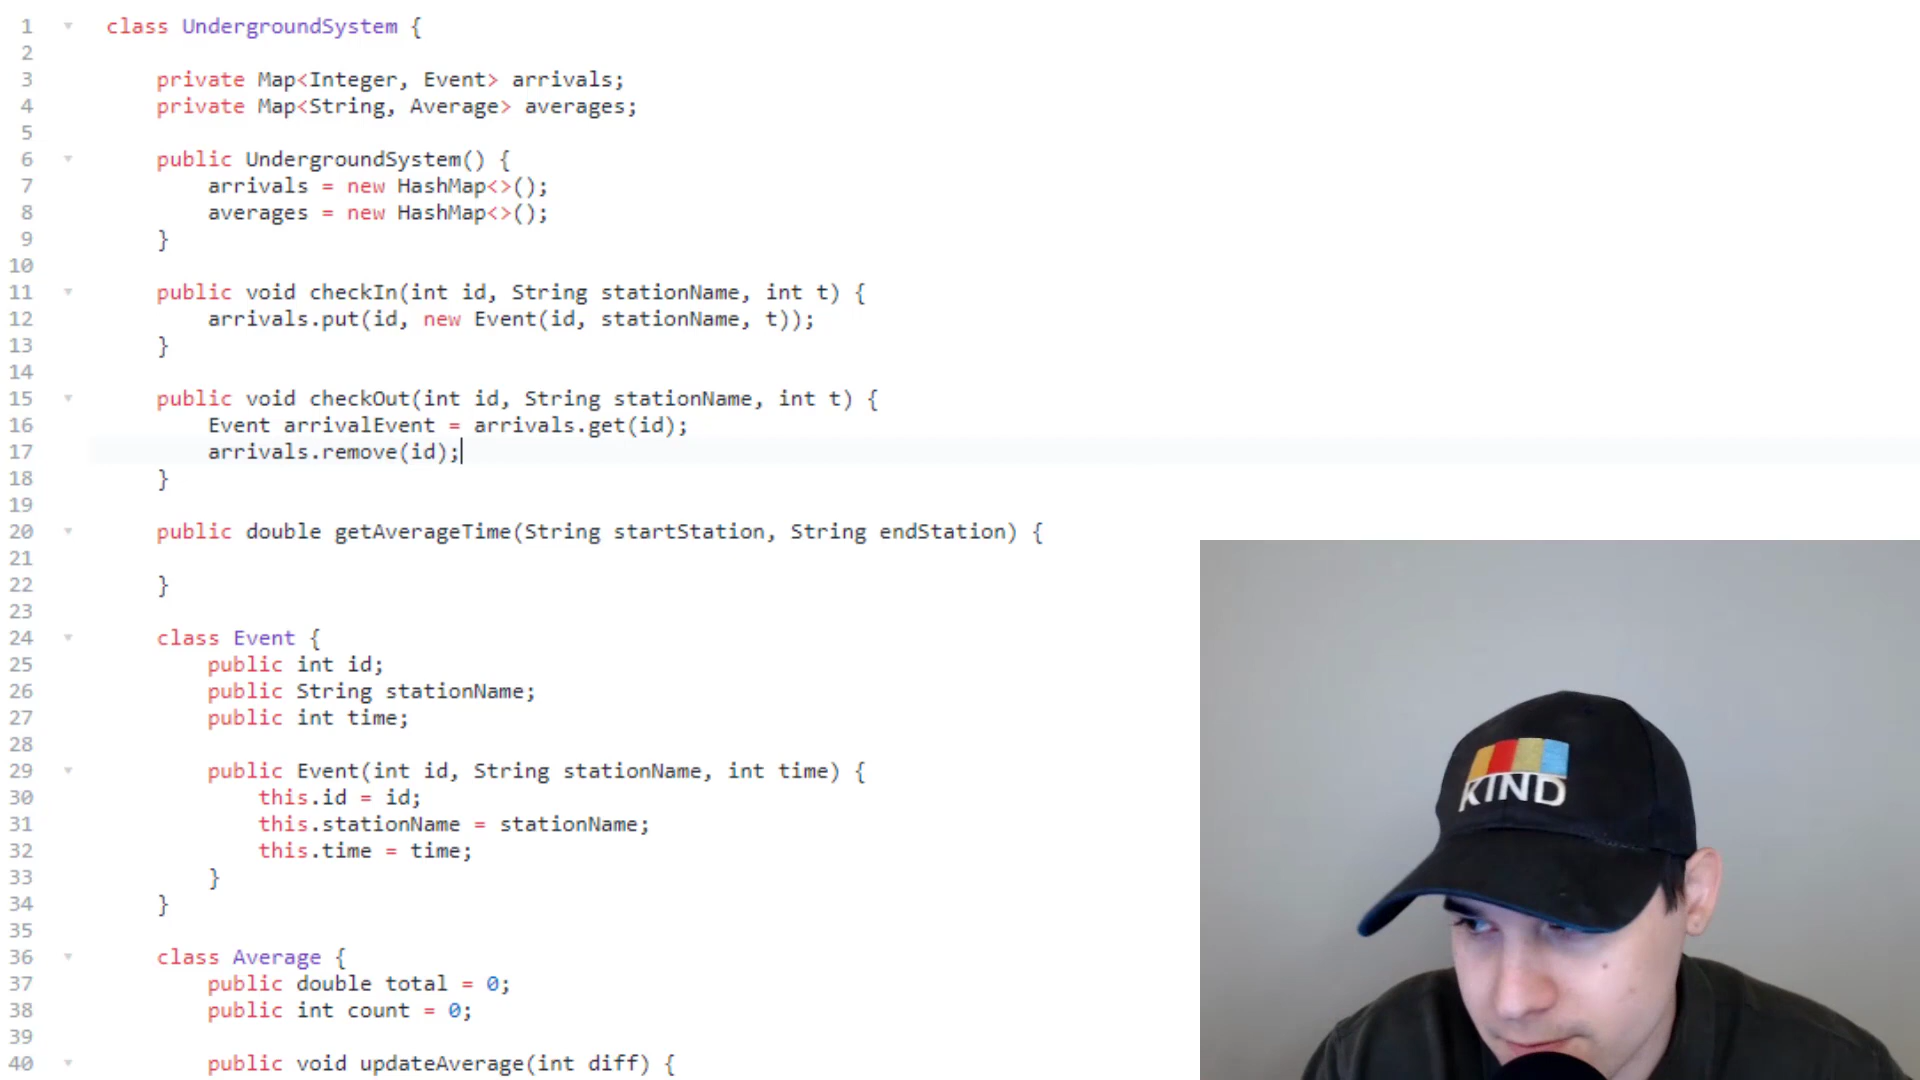 1 class UndergroundSystem {
2
3 private Map<Integer, Event> arrivals;
4 private Map<String, Average> averages;
5
6 public UndergroundSystem() {
7 arrivals = new HashMap<>();
8 averages = new HashMap<>();
9 }
10
11 public void checkIn(int id, String stationName, int t) {
12 arrivals.put(id, new Event(id, stationName, t));
13 }
14
15 public void checkOut(int id, String stationName, int t) {
16 Event arrivalEvent = arrivals.get(id);
17 arrivals.remove(id);
18 }
19
20 public double getAverageTime(String startStation, String endStation) {
21
22 }
23
24 class Event {
25 public int id;
26 public String stationName;
27 public int time;
28
29 public Event(int id, String stationName, int time) {
30 this.id = id;
31 this.stationName = stationName;
32 this.time = time;
33 }
34 }
35
36 class Average {
37 public double total = 0;
38 public int count = 0;
39
40 public void updateAverage(int diff) {
KIND